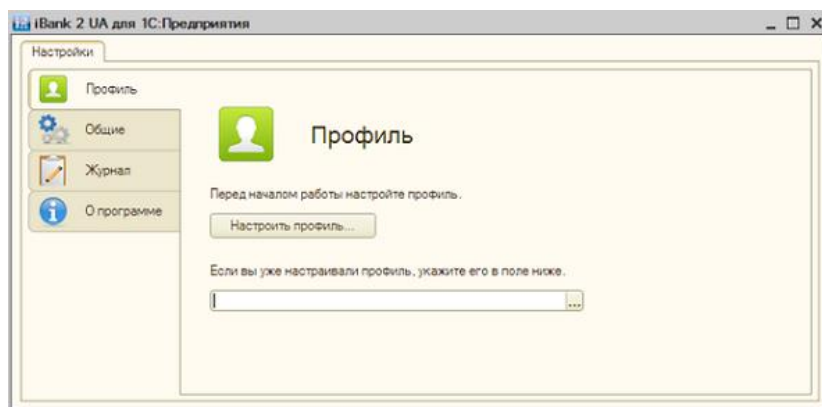 iBank 2 UA для 1С:Предприятия
Настройки
Профиль
Общие
Журнал
О программе
Профиль
Перед началом работы настройте профиль.
Настроить профиль...
Если вы уже настраивали профиль, укажите его в поле ниже.
...